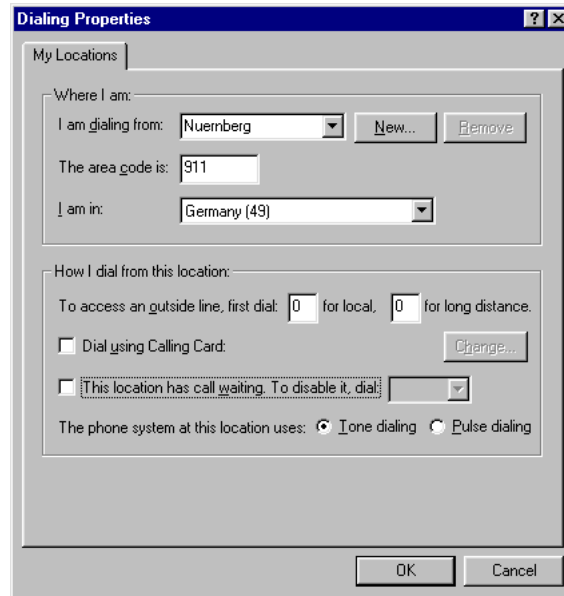 Dialing Properties
My Locations
Where I am:
I am dialing from: Nuernberg New... Remove
The area code is: 911
I am in: Germany (49)
How I dial from this location:
To access an outside line, first dial: 0 for local, 0 for long distance.
Dial using Calling Card: Change...
This location has call waiting. To disable it, dial:
The phone system at this location uses: Tone dialing Pulse dialing
OK Cancel